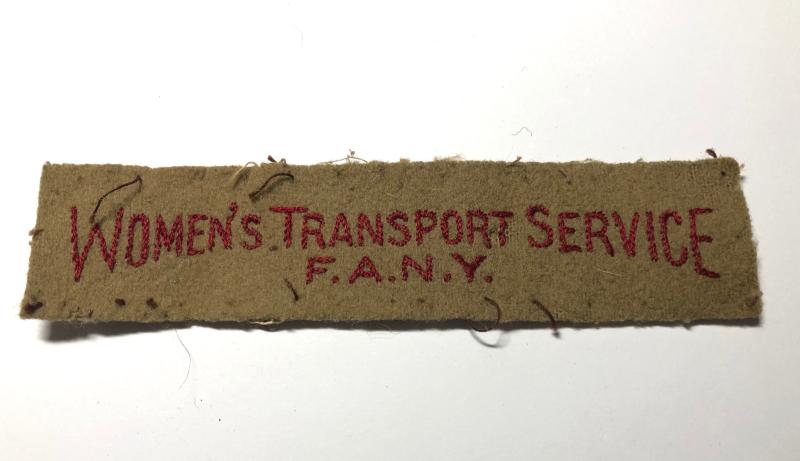 WOMEN'S TRANSPORT SERVICE
F.A.N.Y.